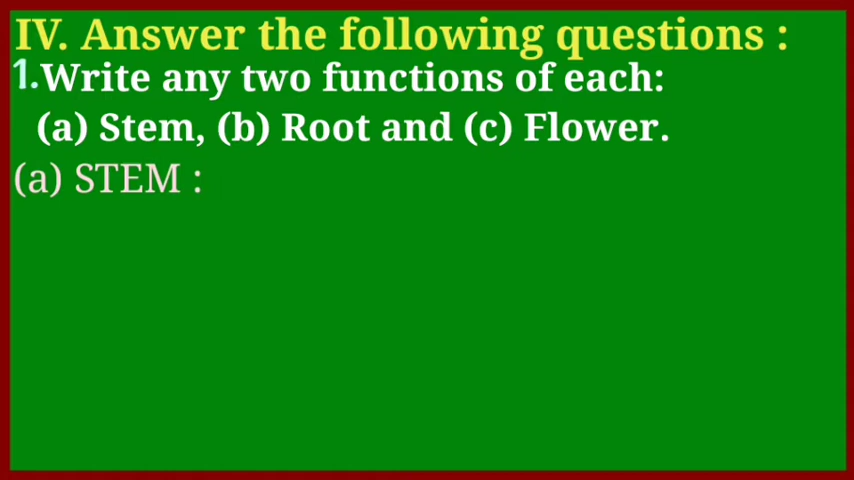 IV. Answer the following questions :
1.Write any two functions of each:
(a) Stem, (b) Root and (c) Flower.
(a) STEM :